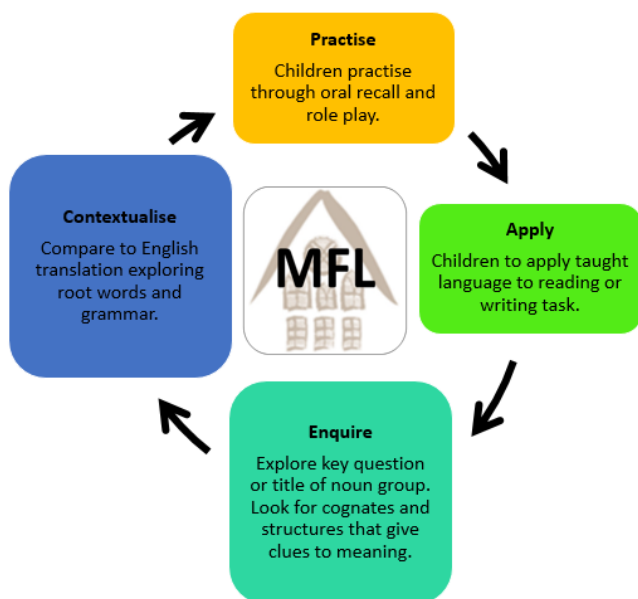 Practise
Children practise
through oral recall and
role play.
Contextualise
Compare to English
translation exploring
root words and
grammar.
MFL
Apply
Children to apply taught
language to reading or
writing task.
Enquire
Explore key question
or title of noun group.
Look for cognates and
structures that give
clues to meaning.